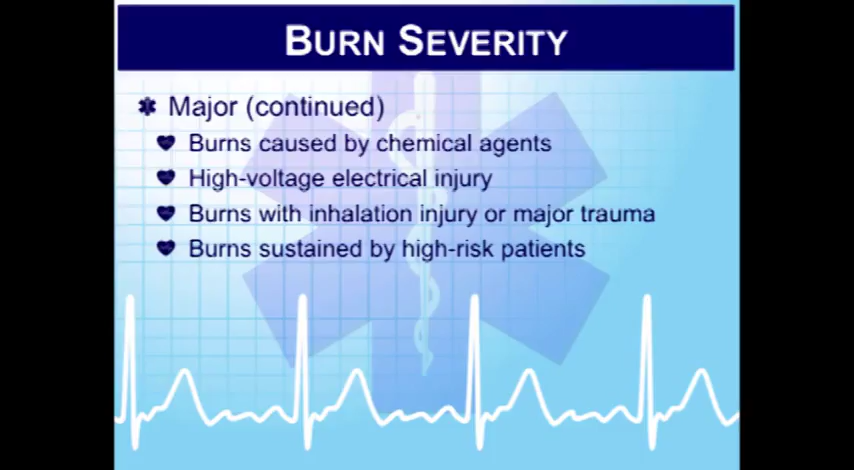 BURN SEVERITY
Major (continued)
Burns caused by chemical agents
High-voltage electrical injury
Burns with inhalation injury or major trauma
Burns sustained by high-risk patients